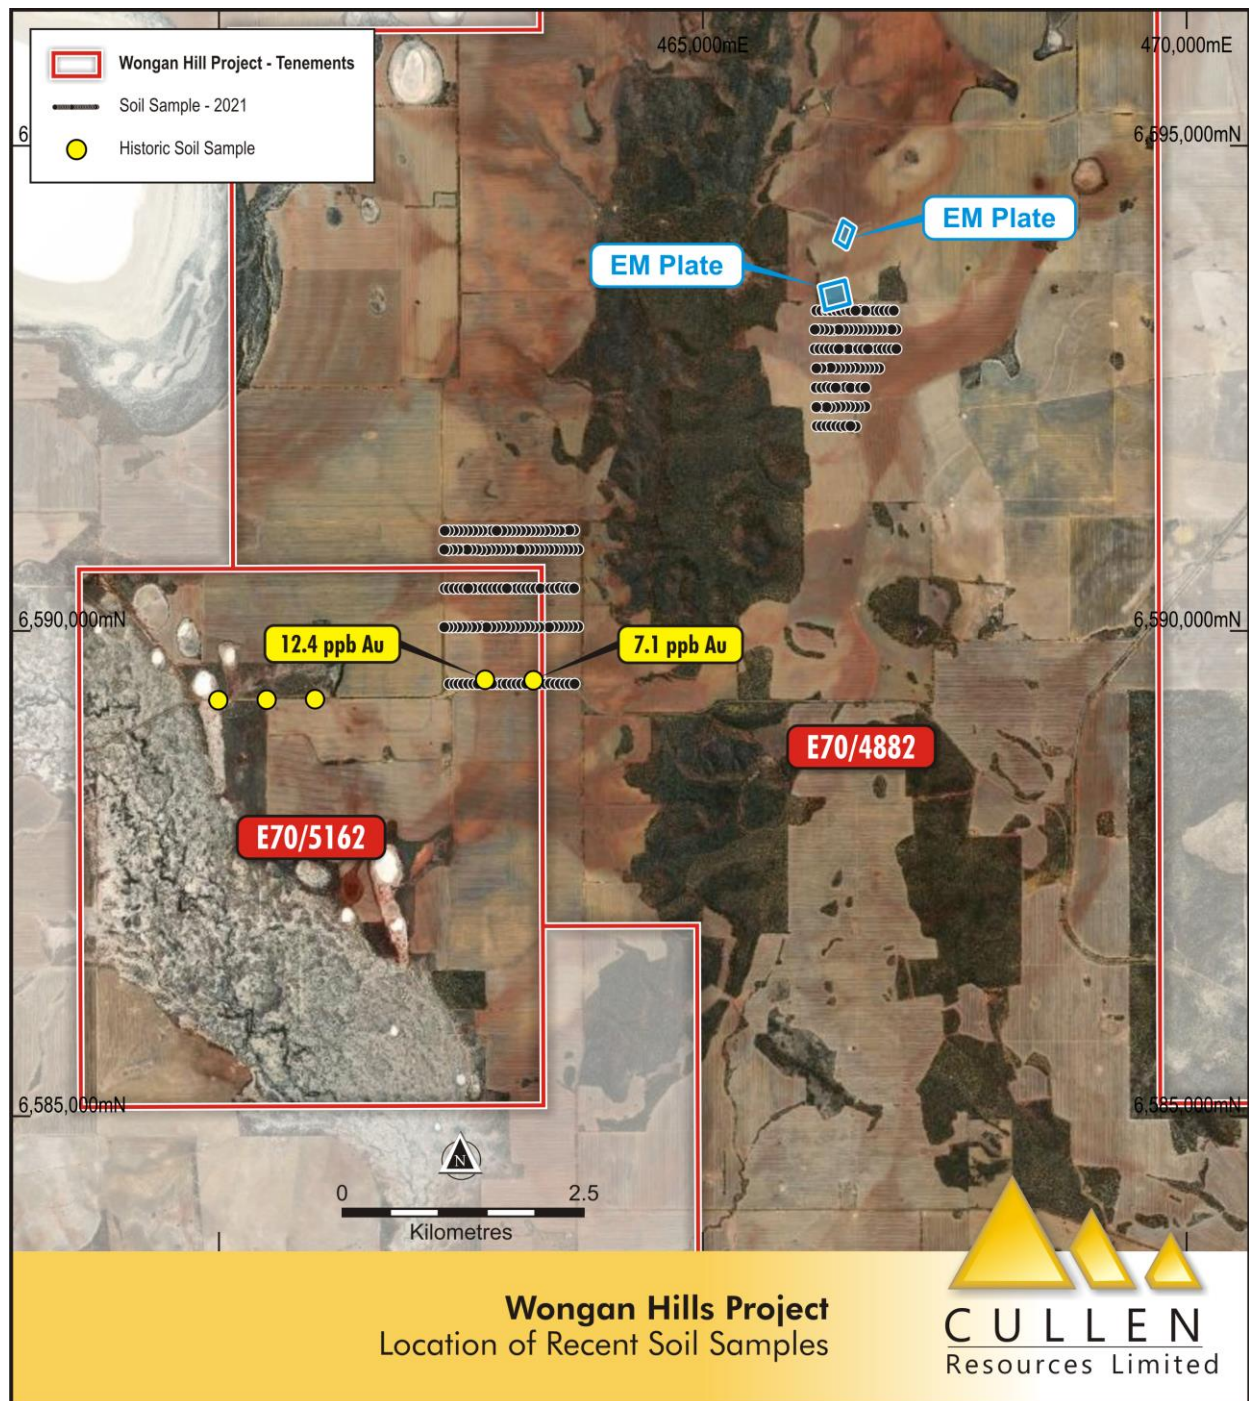 Wongan Hill Project - Tenements
Soil Sample - 2021
Historic Soil Sample
465,000mE
470,000mE
6
6,595,000mN
EM Plate
EM Plate
6,590,000mN
6,590,000mN
12.4 ppb Au
7.1 ppb Au
E70/4882
E70/5162
6,585,000mN
6,585,000mN
N
0 2.5
Kilometres
Wongan Hills Project
Location of Recent Soil Samples
CULLEN
Resources Limited